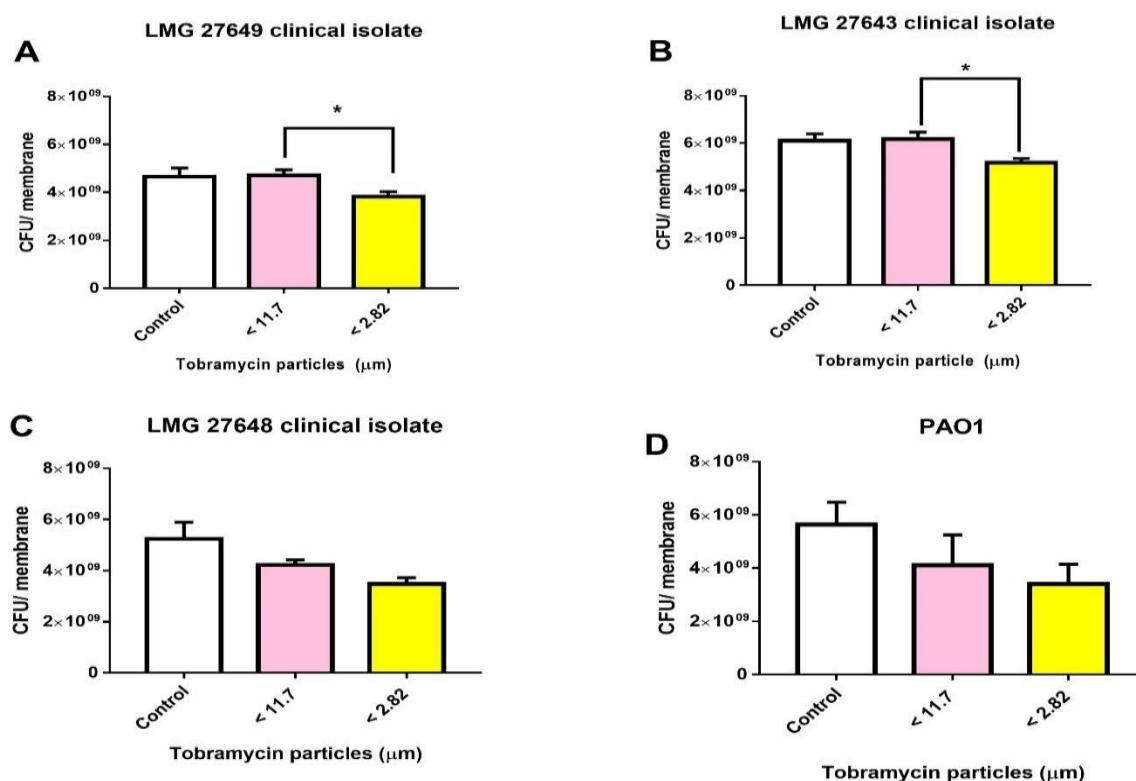 A
LMG 27649 clinical isolate
*
CFU/ membrane
8×10⁰⁹
6×10⁰⁹
4×10⁰⁹
2×10⁰⁹
0
Control
< 11.7
< 2.82
Tobramycin particles (μm)
B
LMG 27643 clinical isolate
*
CFU/ membrane
8×10⁰⁹
6×10⁰⁹
4×10⁰⁹
2×10⁰⁹
0
Control
< 11.7
< 2.82
Tobramycin particle (μm)
C
LMG 27648 clinical isolate
CFU/ membrane
8×10⁰⁹
6×10⁰⁹
4×10⁰⁹
2×10⁰⁹
0
Control
< 11.7
< 2.82
Tobramycin particles (μm)
D
PAO1
CFU/ membrane
8×10⁰⁹
6×10⁰⁹
4×10⁰⁹
2×10⁰⁹
0
Control
< 11.7
< 2.82
Tobramycin particles (μm)